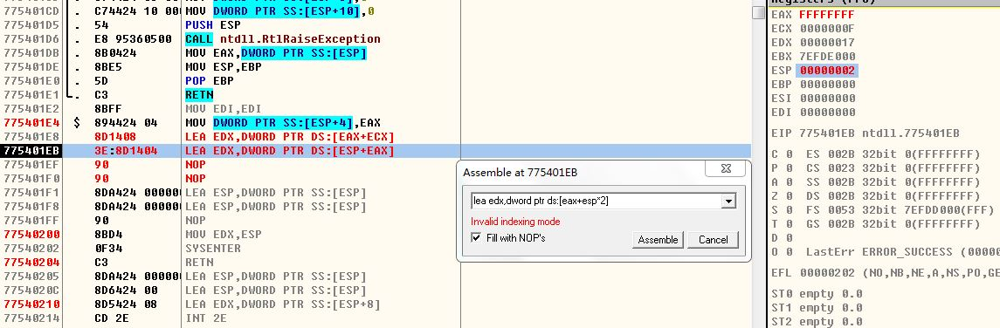 775401CD . C74424 10 000 MOV DWORD PTR SS:[ESP+10],0
775401D5 . 54 PUSH ESP
775401D6 . E8 95360500 CALL ntdll.RtlRaiseException
775401DB . 8B0424 MOV EAX,DWORD PTR SS:[ESP]
775401DE . 8BE5 MOV ESP,EBP
775401E0 . 5D POP EBP
775401E1 . C3 RETN
775401E2 8BFF MOV EDI,EDI
775401E4 $ 894424 04 MOV DWORD PTR SS:[ESP+4],EAX
775401E8 8D1408 LEA EDX,DWORD PTR DS:[EAX+ECX]
775401EB 3E:8D1404 LEA EDX,DWORD PTR DS:[ESP+EAX]
775401EF 90 NOP
775401F0 90 NOP
775401F1 8DA424 000000 LEA ESP,DWORD PTR SS:[ESP]
775401F8 8DA424 000000 LEA ESP,DWORD PTR SS:[ESP]
775401FF 90 NOP
77540200 8BD4 MOV EDX,ESP
77540202 0F34 SYSENTER
77540204 C3 RETN
77540205 8DA424 000000 LEA ESP,DWORD PTR SS:[ESP]
7754020C 8D6424 00 LEA ESP,DWORD PTR SS:[ESP]
77540210 8D5424 08 LEA EDX,DWORD PTR SS:[ESP+8]
77540214 CD 2E INT 2E
Assemble at 775401EB
lea edx,dword ptr ds:[eax+esp*2]
Invalid indexing mode
Fill with NOP's
Assemble
Cancel
Registers (FPU)
EAX FFFFFFFF
ECX 0000000F
EDX 00000017
EBX 7EFDE000
ESP 00000002
EBP 00000000
ESI 00000000
EDI 00000000
EIP 775401EB ntdll.775401EB
C 0 ES 002B 32bit 0(FFFFFFFF)
P 0 CS 0023 32bit 0(FFFFFFFF)
A 0 SS 002B 32bit 0(FFFFFFFF)
Z 0 DS 002B 32bit 0(FFFFFFFF)
S 0 FS 0053 32bit 7EFDD000(FFF)
T 0 GS 002B 32bit 0(FFFFFFFF)
D 0
O 0 LastErr ERROR_SUCCESS (00000
EFL 00000202 (NO,NB,NE,A,NS,PO,GE
ST0 empty 0.0
ST1 empty 0.0
ST2 empty 0.0